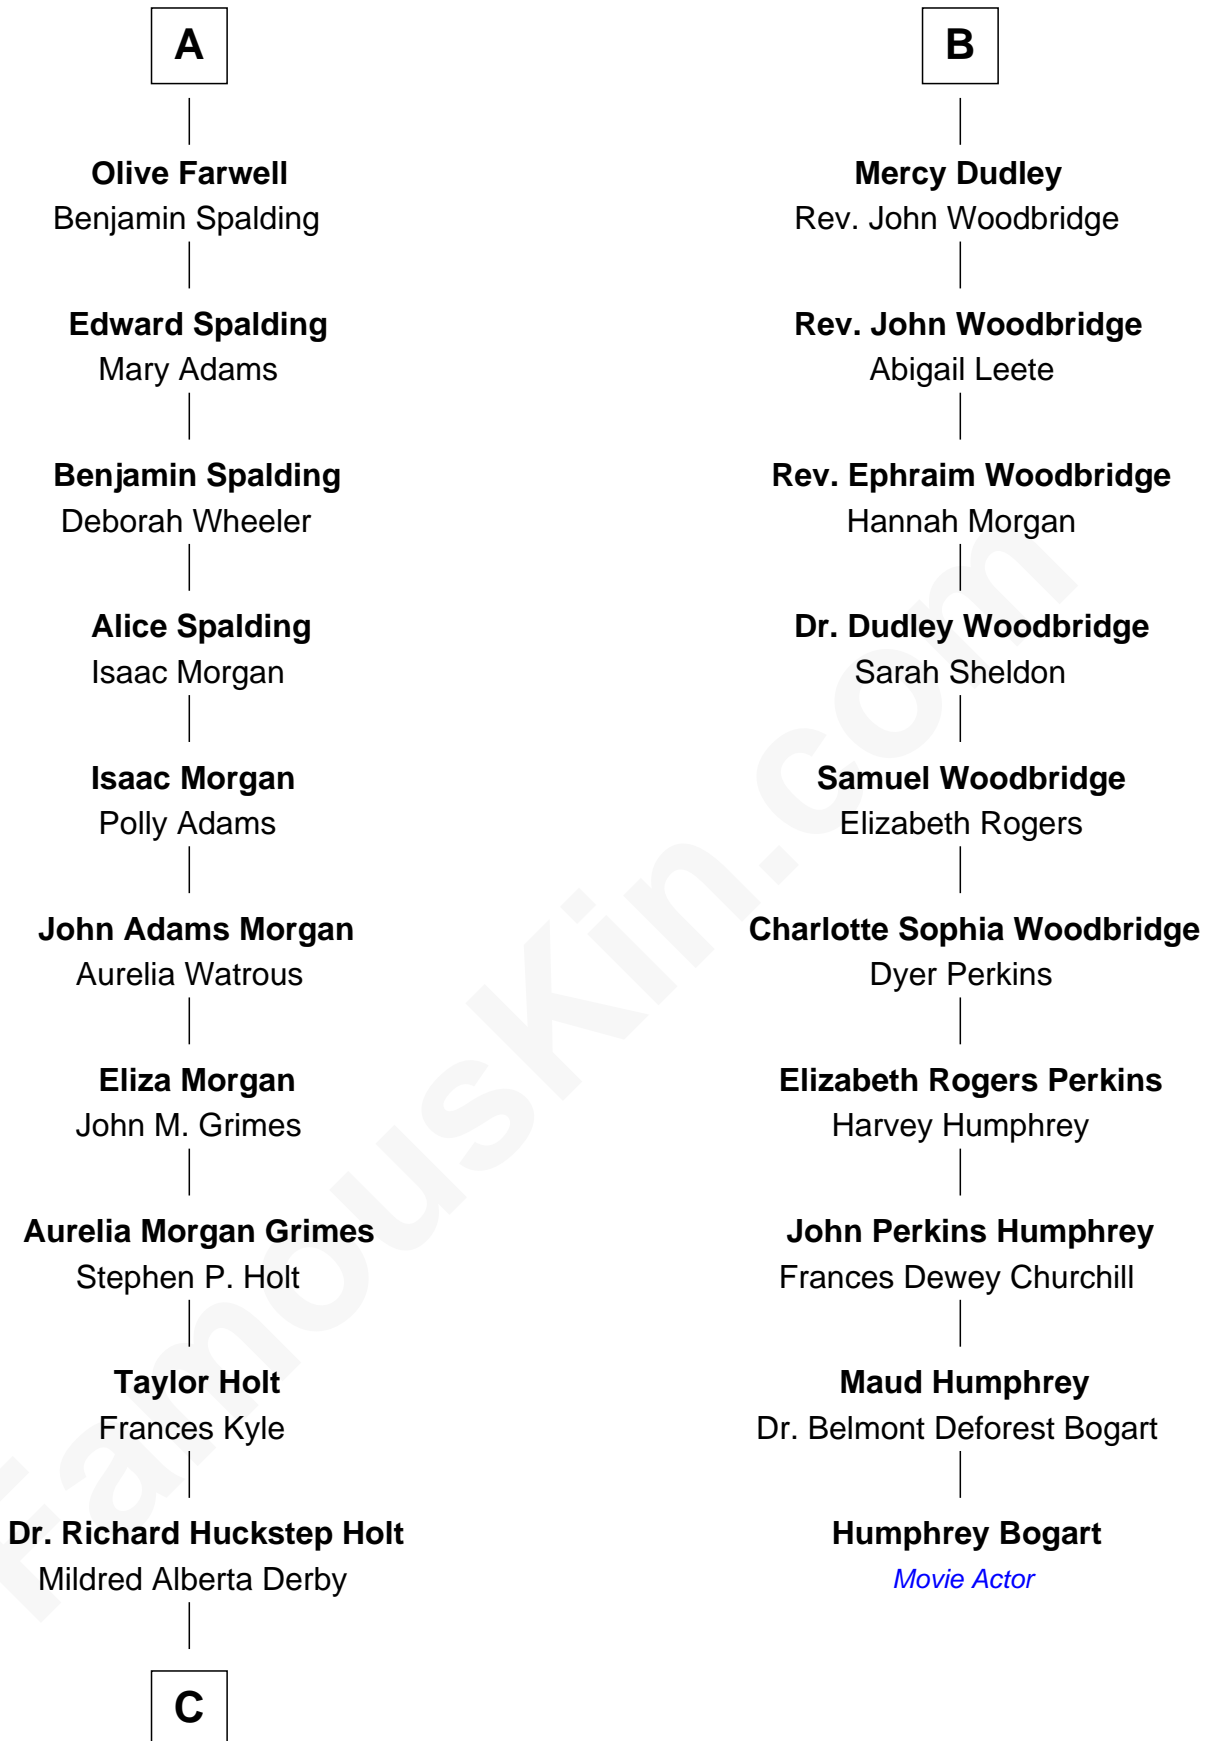 A
Olive Farwell
Benjamin Spalding
Edward Spalding
Mary Adams
Benjamin Spalding
Deborah Wheeler
Alice Spalding
Isaac Morgan
Isaac Morgan
Polly Adams
John Adams Morgan
Aurelia Watrous
Eliza Morgan
John M. Grimes
Aurelia Morgan Grimes
Stephen P. Holt
Taylor Holt
Frances Kyle
Dr. Richard Huckstep Holt
Mildred Alberta Derby
C
B
Mercy Dudley
Rev. John Woodbridge
Rev. John Woodbridge
Abigail Leete
Rev. Ephraim Woodbridge
Hannah Morgan
Dr. Dudley Woodbridge
Sarah Sheldon
Samuel Woodbridge
Elizabeth Rogers
Charlotte Sophia Woodbridge
Dyer Perkins
Elizabeth Rogers Perkins
Harvey Humphrey
John Perkins Humphrey
Frances Dewey Churchill
Maud Humphrey
Dr. Belmont Deforest Bogart
Humphrey Bogart
Movie Actor
FamousKin.com